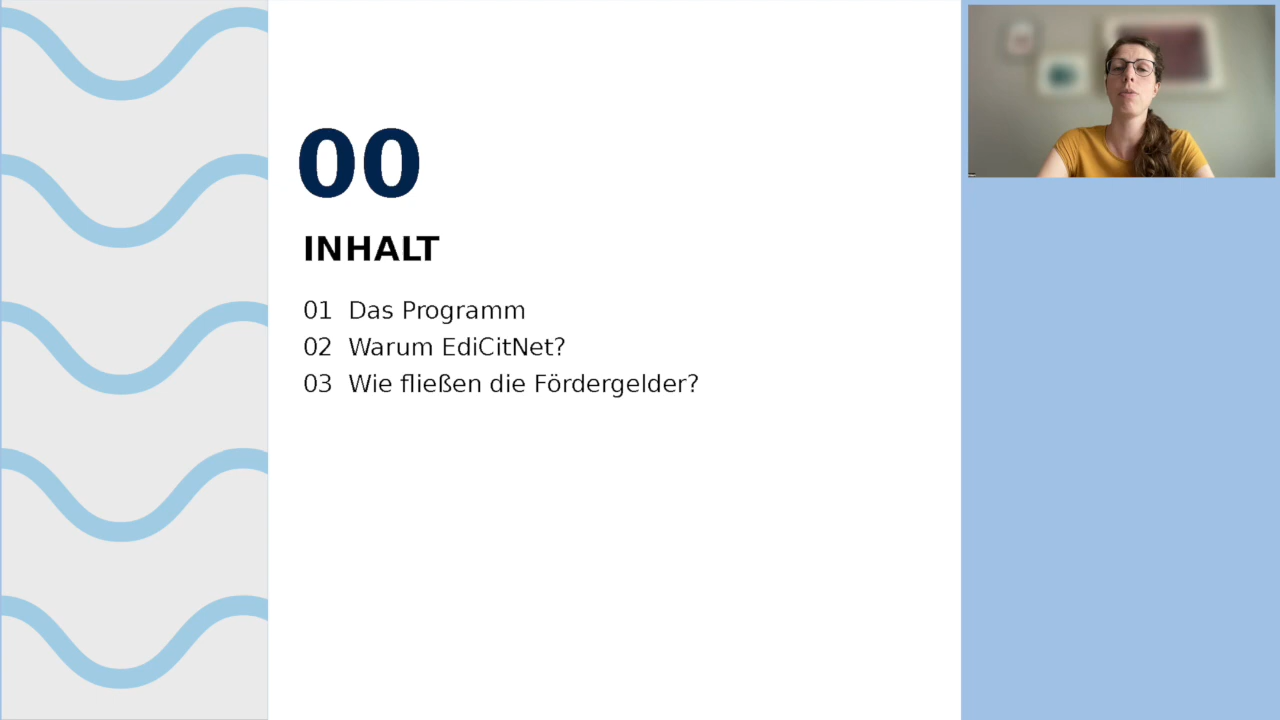 00
INHALT
01 Das Programm
02 Warum EdiCitNet?
03 Wie fließen die Fördergelder?